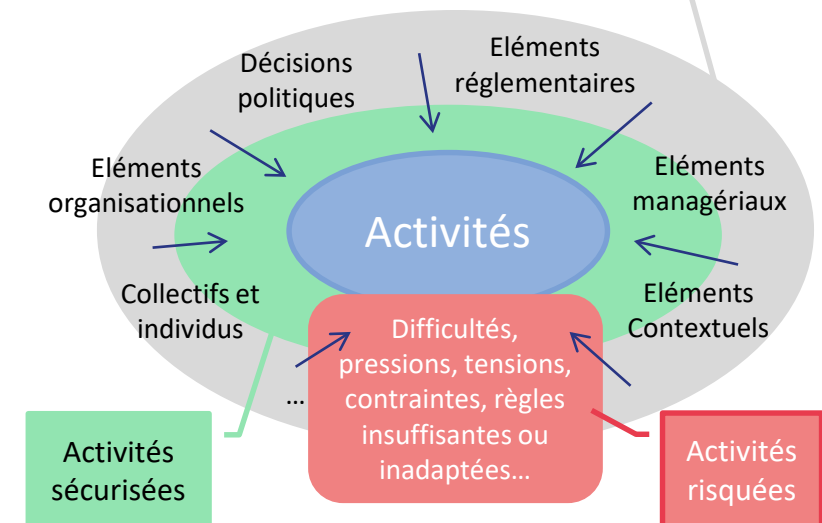 Décisions
politiques
Eléments
réglementaires
Eléments
organisationnels
Eléments
managériaux
Activités
Collectifs et
individus
Eléments
Contextuels
...
Difficultés,
pressions, tensions,
contraintes, règles
insuffisantes ou
inadaptées...
Activités
sécurisées
Activités
risquées